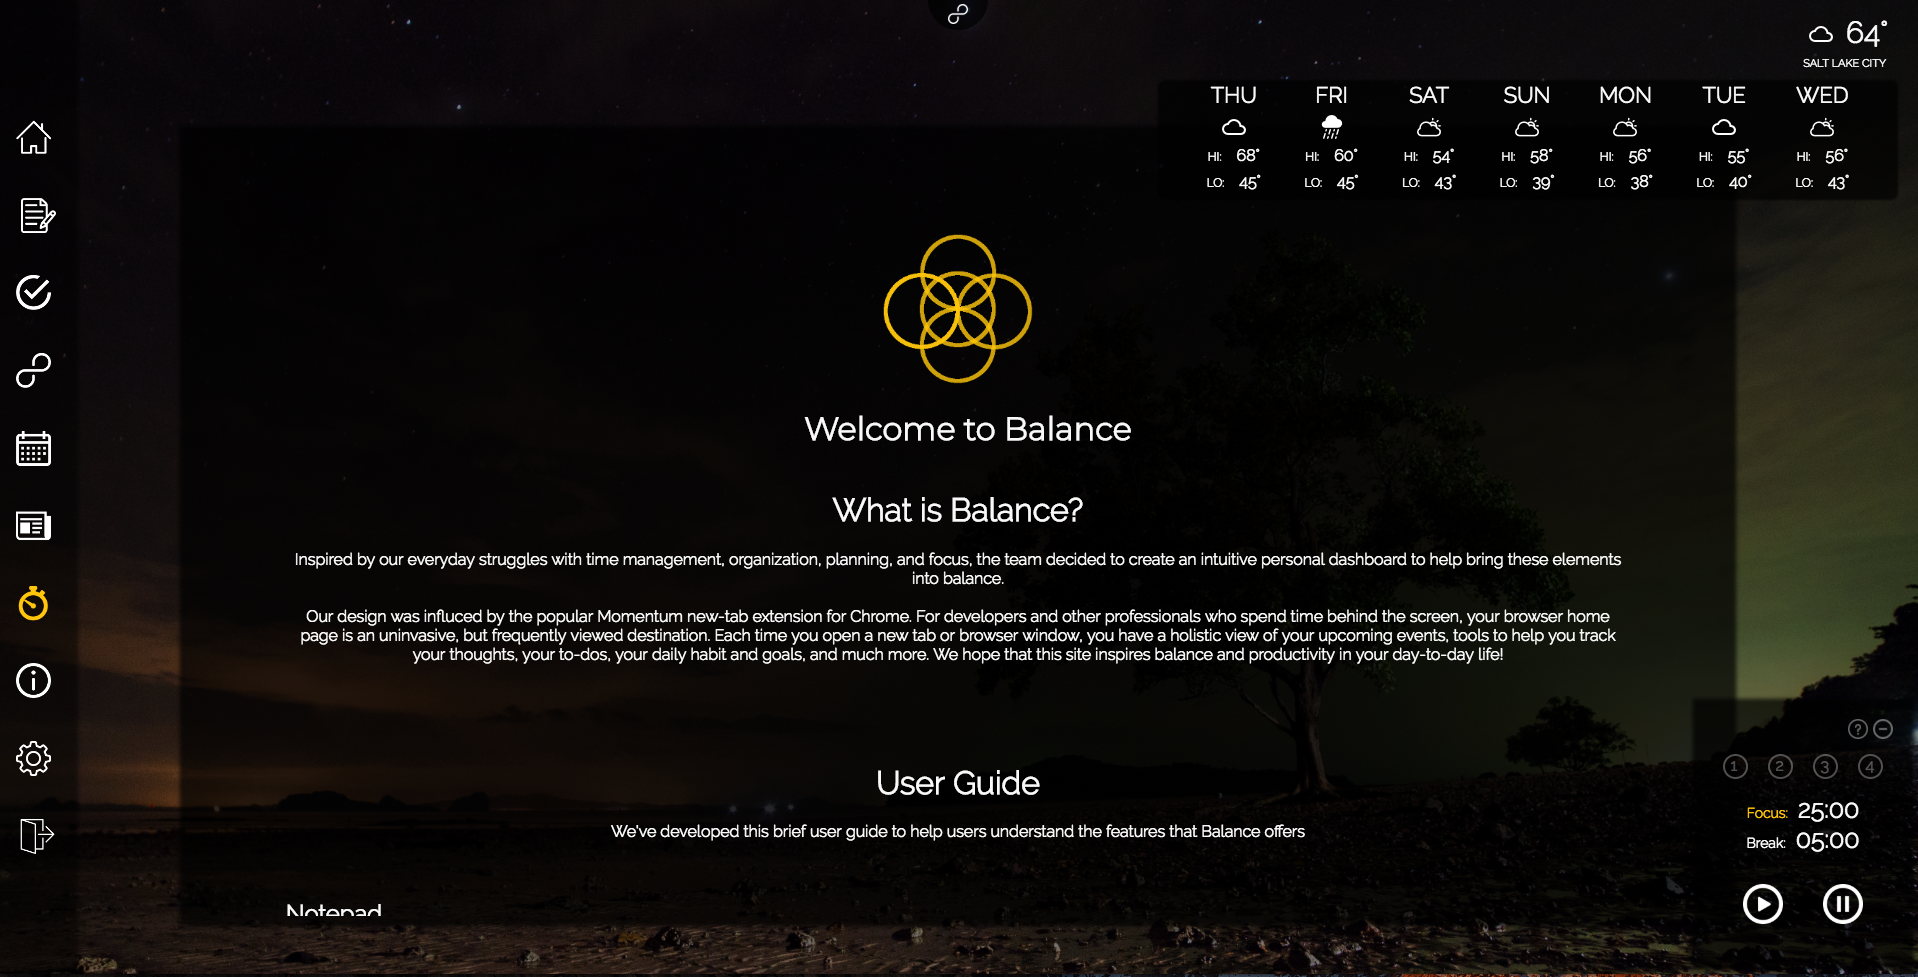 64°
SALT LAKE CITY
THU FRI SAT SUN MON TUE WED
HI: 68° HI: 60° HI: 54° HI: 58° HI: 56° HI: 55° HI: 56°
LO: 45° LO: 45° LO: 43° LO: 39° LO: 38° LO: 40° LO: 43°
Welcome to Balance
What is Balance?
Inspired by our everyday struggles with time management, organization, planning, and focus, the team decided to create an intuitive personal dashboard to help bring these elements
into balance.
Our design was influced by the popular Momentum new-tab extension for Chrome. For developers and other professionals who spend time behind the screen, your browser home
page is an uninvasive, but frequently viewed destination. Each time you open a new tab or browser window, you have a holistic view of your upcoming events, tools to help you track
your thoughts, your to-dos, your daily habit and goals, and much more. We hope that this site inspires balance and productivity in your day-to-day life!
User Guide
We've developed this brief user guide to help users understand the features that Balance offers
Notepad
?
1 2 3 4
Focus: 25:00
Break: 05:00